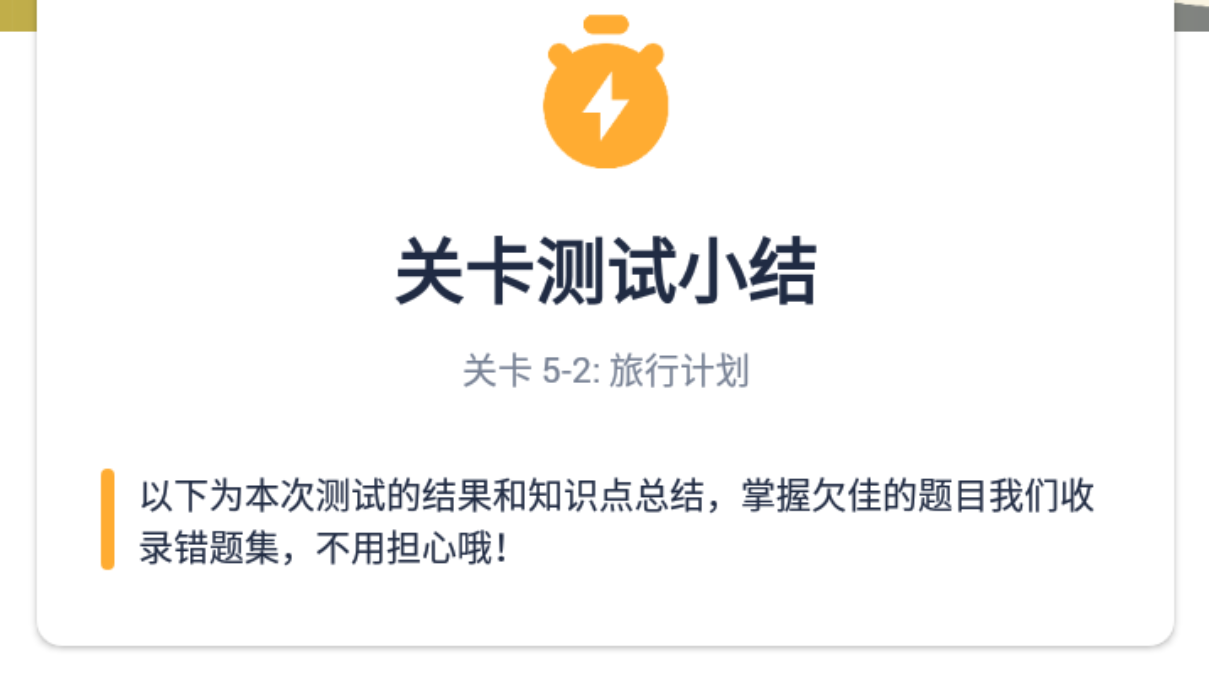 关卡测试小结
关卡 5-2: 旅行计划
以下为本次测试的结果和知识点总结，掌握欠佳的题目我们收
录错题集，不用担心哦！